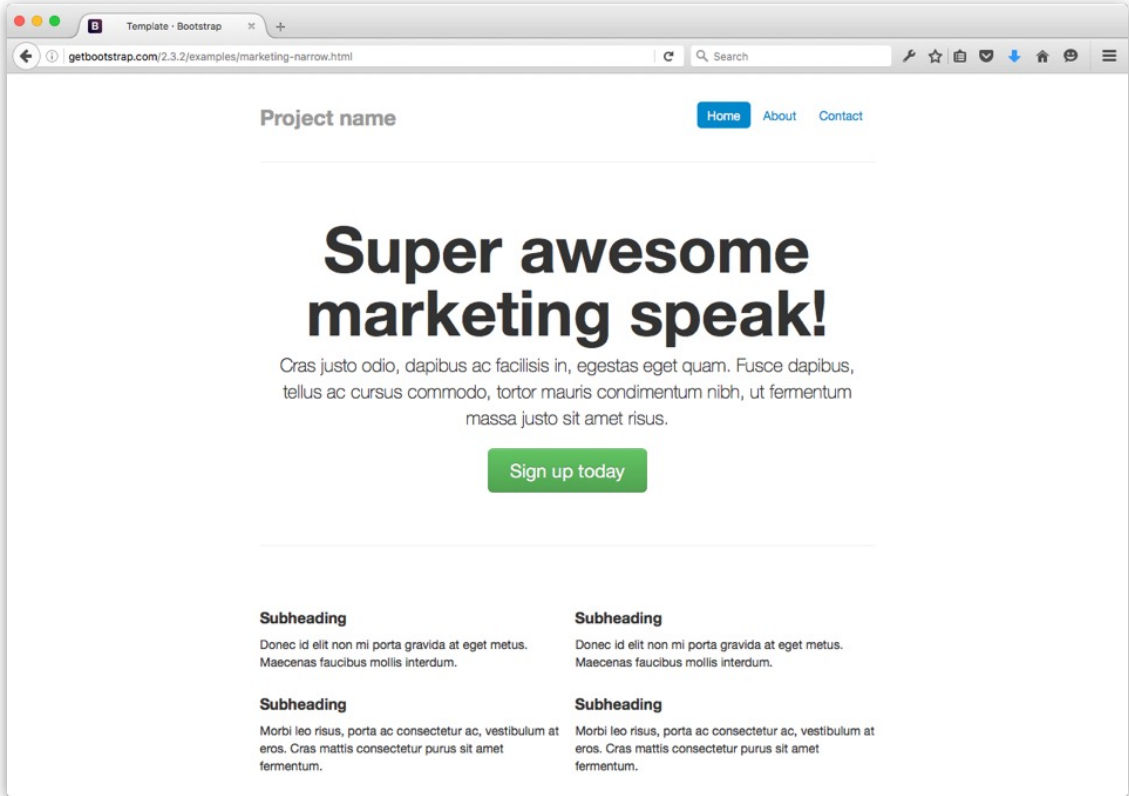 Template · Bootstrap
getbootstrap.com/2.3.2/examples/marketing-narrow.html
Search
Project name
Home About Contact
Super awesome
marketing speak!
Cras justo odio, dapibus ac facilisis in, egestas eget quam. Fusce dapibus,
tellus ac cursus commodo, tortor mauris condimentum nibh, ut fermentum
massa justo sit amet risus.
Sign up today
Subheading
Donec id elit non mi porta gravida at eget metus.
Maecenas faucibus mollis interdum.
Subheading
Donec id elit non mi porta gravida at eget metus.
Maecenas faucibus mollis interdum.
Subheading
Morbi leo risus, porta ac consectetur ac, vestibulum at
eros. Cras mattis consectetur purus sit amet
fermentum.
Subheading
Morbi leo risus, porta ac consectetur ac, vestibulum at
eros. Cras mattis consectetur purus sit amet
fermentum.